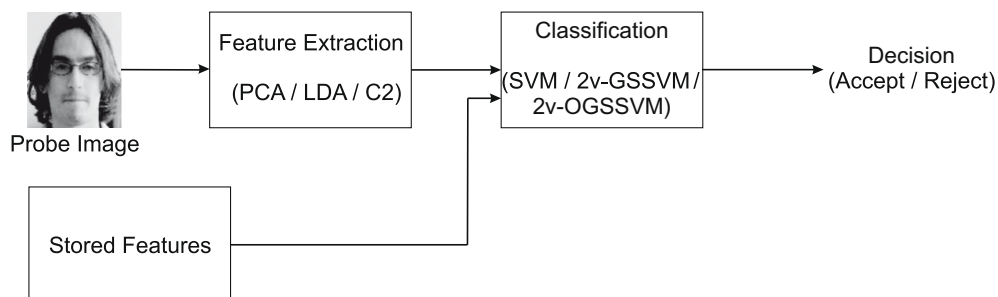 Probe Image
Feature Extraction
(PCA / LDA / C2)
Classification
(SVM / 2v-GSSVM /
2v-OGSSVM)
Decision
(Accept / Reject)
Stored Features